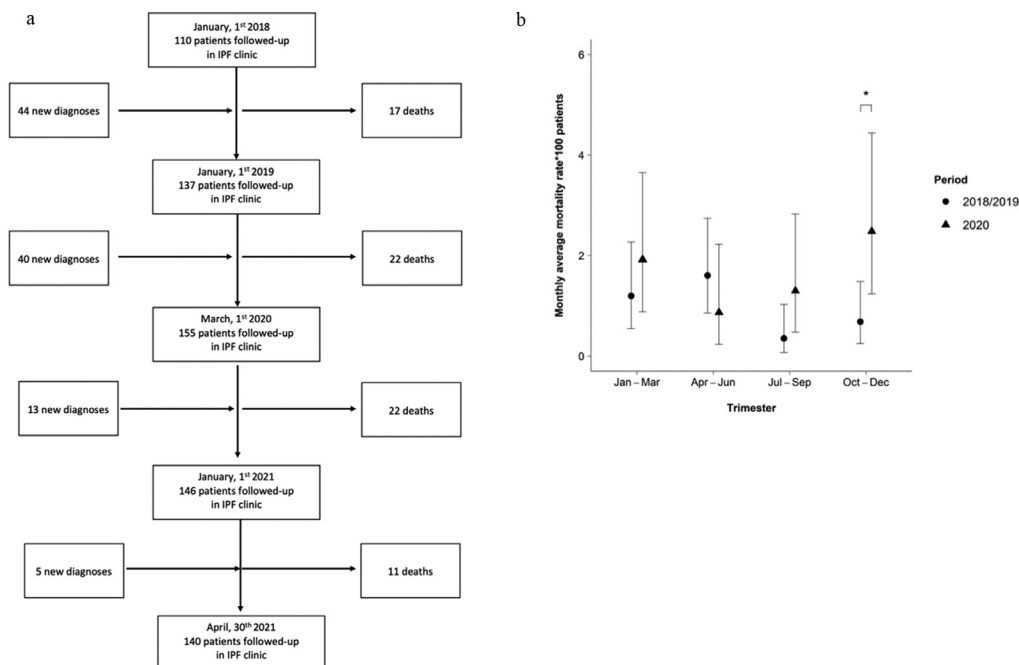 a
January, 1st 2018
110 patients followed-up
in IPF clinic
44 new diagnoses
17 deaths
January, 1st 2019
137 patients followed-up
in IPF clinic
40 new diagnoses
22 deaths
March, 1st 2020
155 patients followed-up
in IPF clinic
13 new diagnoses
22 deaths
January, 1st 2021
146 patients followed-up
in IPF clinic
5 new diagnoses
11 deaths
April, 30th 2021
140 patients followed-up
in IPF clinic
b
Monthly average mortality rate*100 patients
6
4
2
0
*
Jan – Mar
Apr – Jun
Jul – Sep
Oct – Dec
Trimester
Period
2018/2019
2020